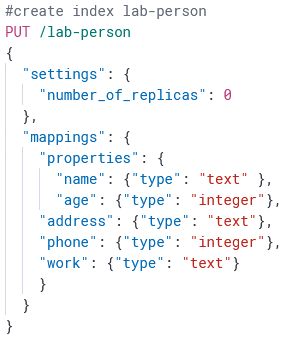 #create index lab-person
PUT /lab-person
{
  "settings": {
    "number_of_replicas": 0
  },
  "mappings": {
    "properties": {
      "name": {"type": "text" },
      "age": {"type": "integer"},
    "address": {"type": "text"},
    "phone": {"type": "integer"},
    "work": {"type": "text"}
    }
  }
}